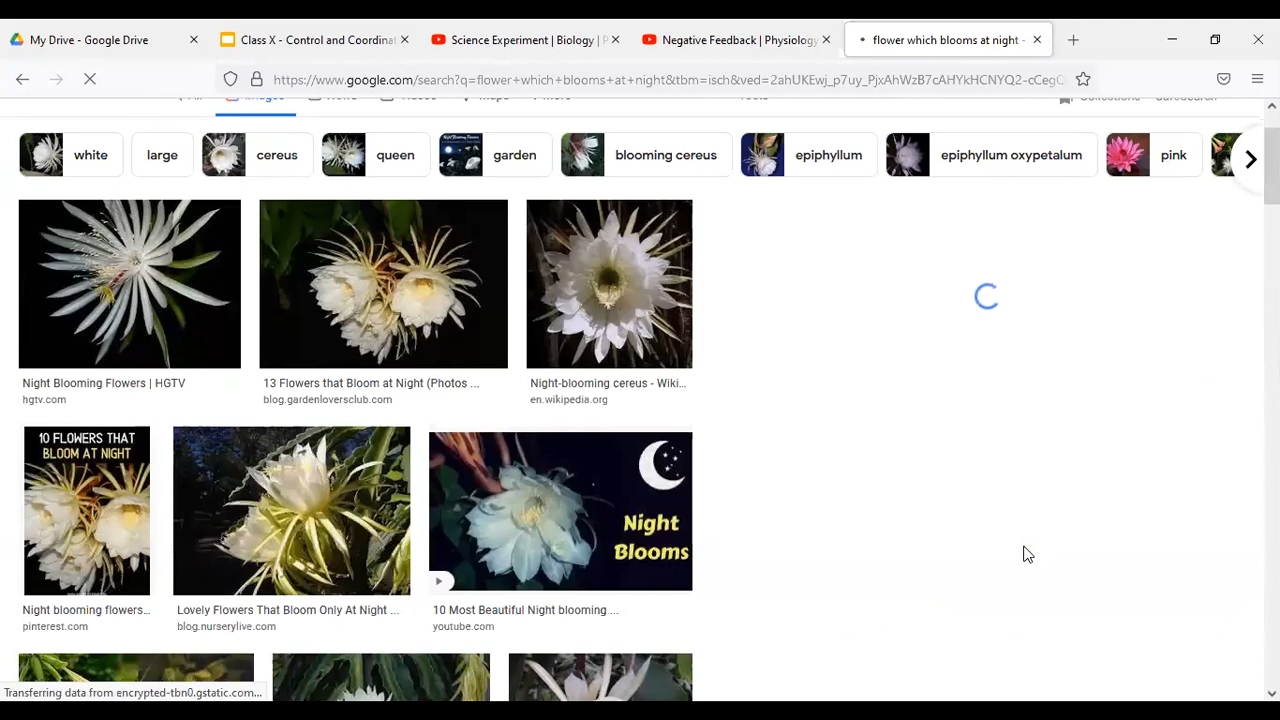 My Drive - Google Drive
Class X - Control and Coordinat
Science Experiment | Biology | P
Negative Feedback | Physiology
flower which blooms at night -
https://www.google.com/search?q=flower+which+blooms+at+night&tbm=isch&ved=2ahUKEwj_p7uy_PjxAhWzB7cAHYkHCNYQ2-cCegQ
white
large
cereus
queen
garden
blooming cereus
epiphyllum
epiphyllum oxypetalum
pink
Night Blooming Flowers | HGTV
hgtv.com
13 Flowers that Bloom at Night (Photos ...
blog.gardenloversclub.com
Night-blooming cereus - Wiki...
en.wikipedia.org
10 FLOWERS THAT
BLOOM AT NIGHT
Night
Blooms
Night blooming flowers...
pinterest.com
Lovely Flowers That Bloom Only At Night ...
blog.nurserylive.com
10 Most Beautiful Night blooming ...
youtube.com
Transferring data from encrypted-tbn0.gstatic.com...